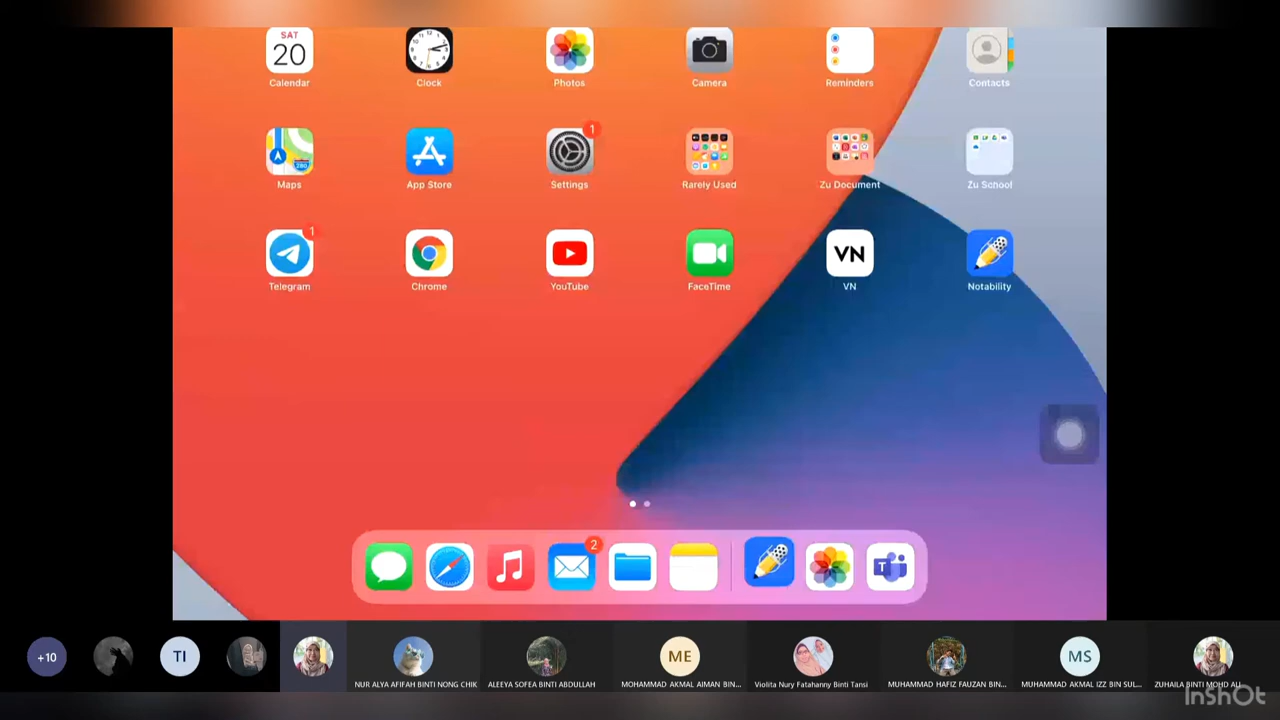 SAT
20
Calendar
Clock
Photos
Camera
Reminders
Contacts
Maps
App Store
1
Settings
Rarely Used
Zu Document
Zu School
1
Telegram
Chrome
YouTube
FaceTime
VN
VN
Notability
2
T
+10
TI
NUR ALYA AFIFAH BINTI NONG CHIK
ALEEYA SOFEA BINTI ABDULLAH
ME
MOHAMMAD AKMAL AIMAN BIN...
Violita Nury Fatahanny Binti Tansi
MUHAMMAD HAFIZ FAUZAN BIN...
MS
MUHAMMAD AKMAL IZZ BIN SUL...
ZUHAILA BINTI MOHD ALI
InShOt